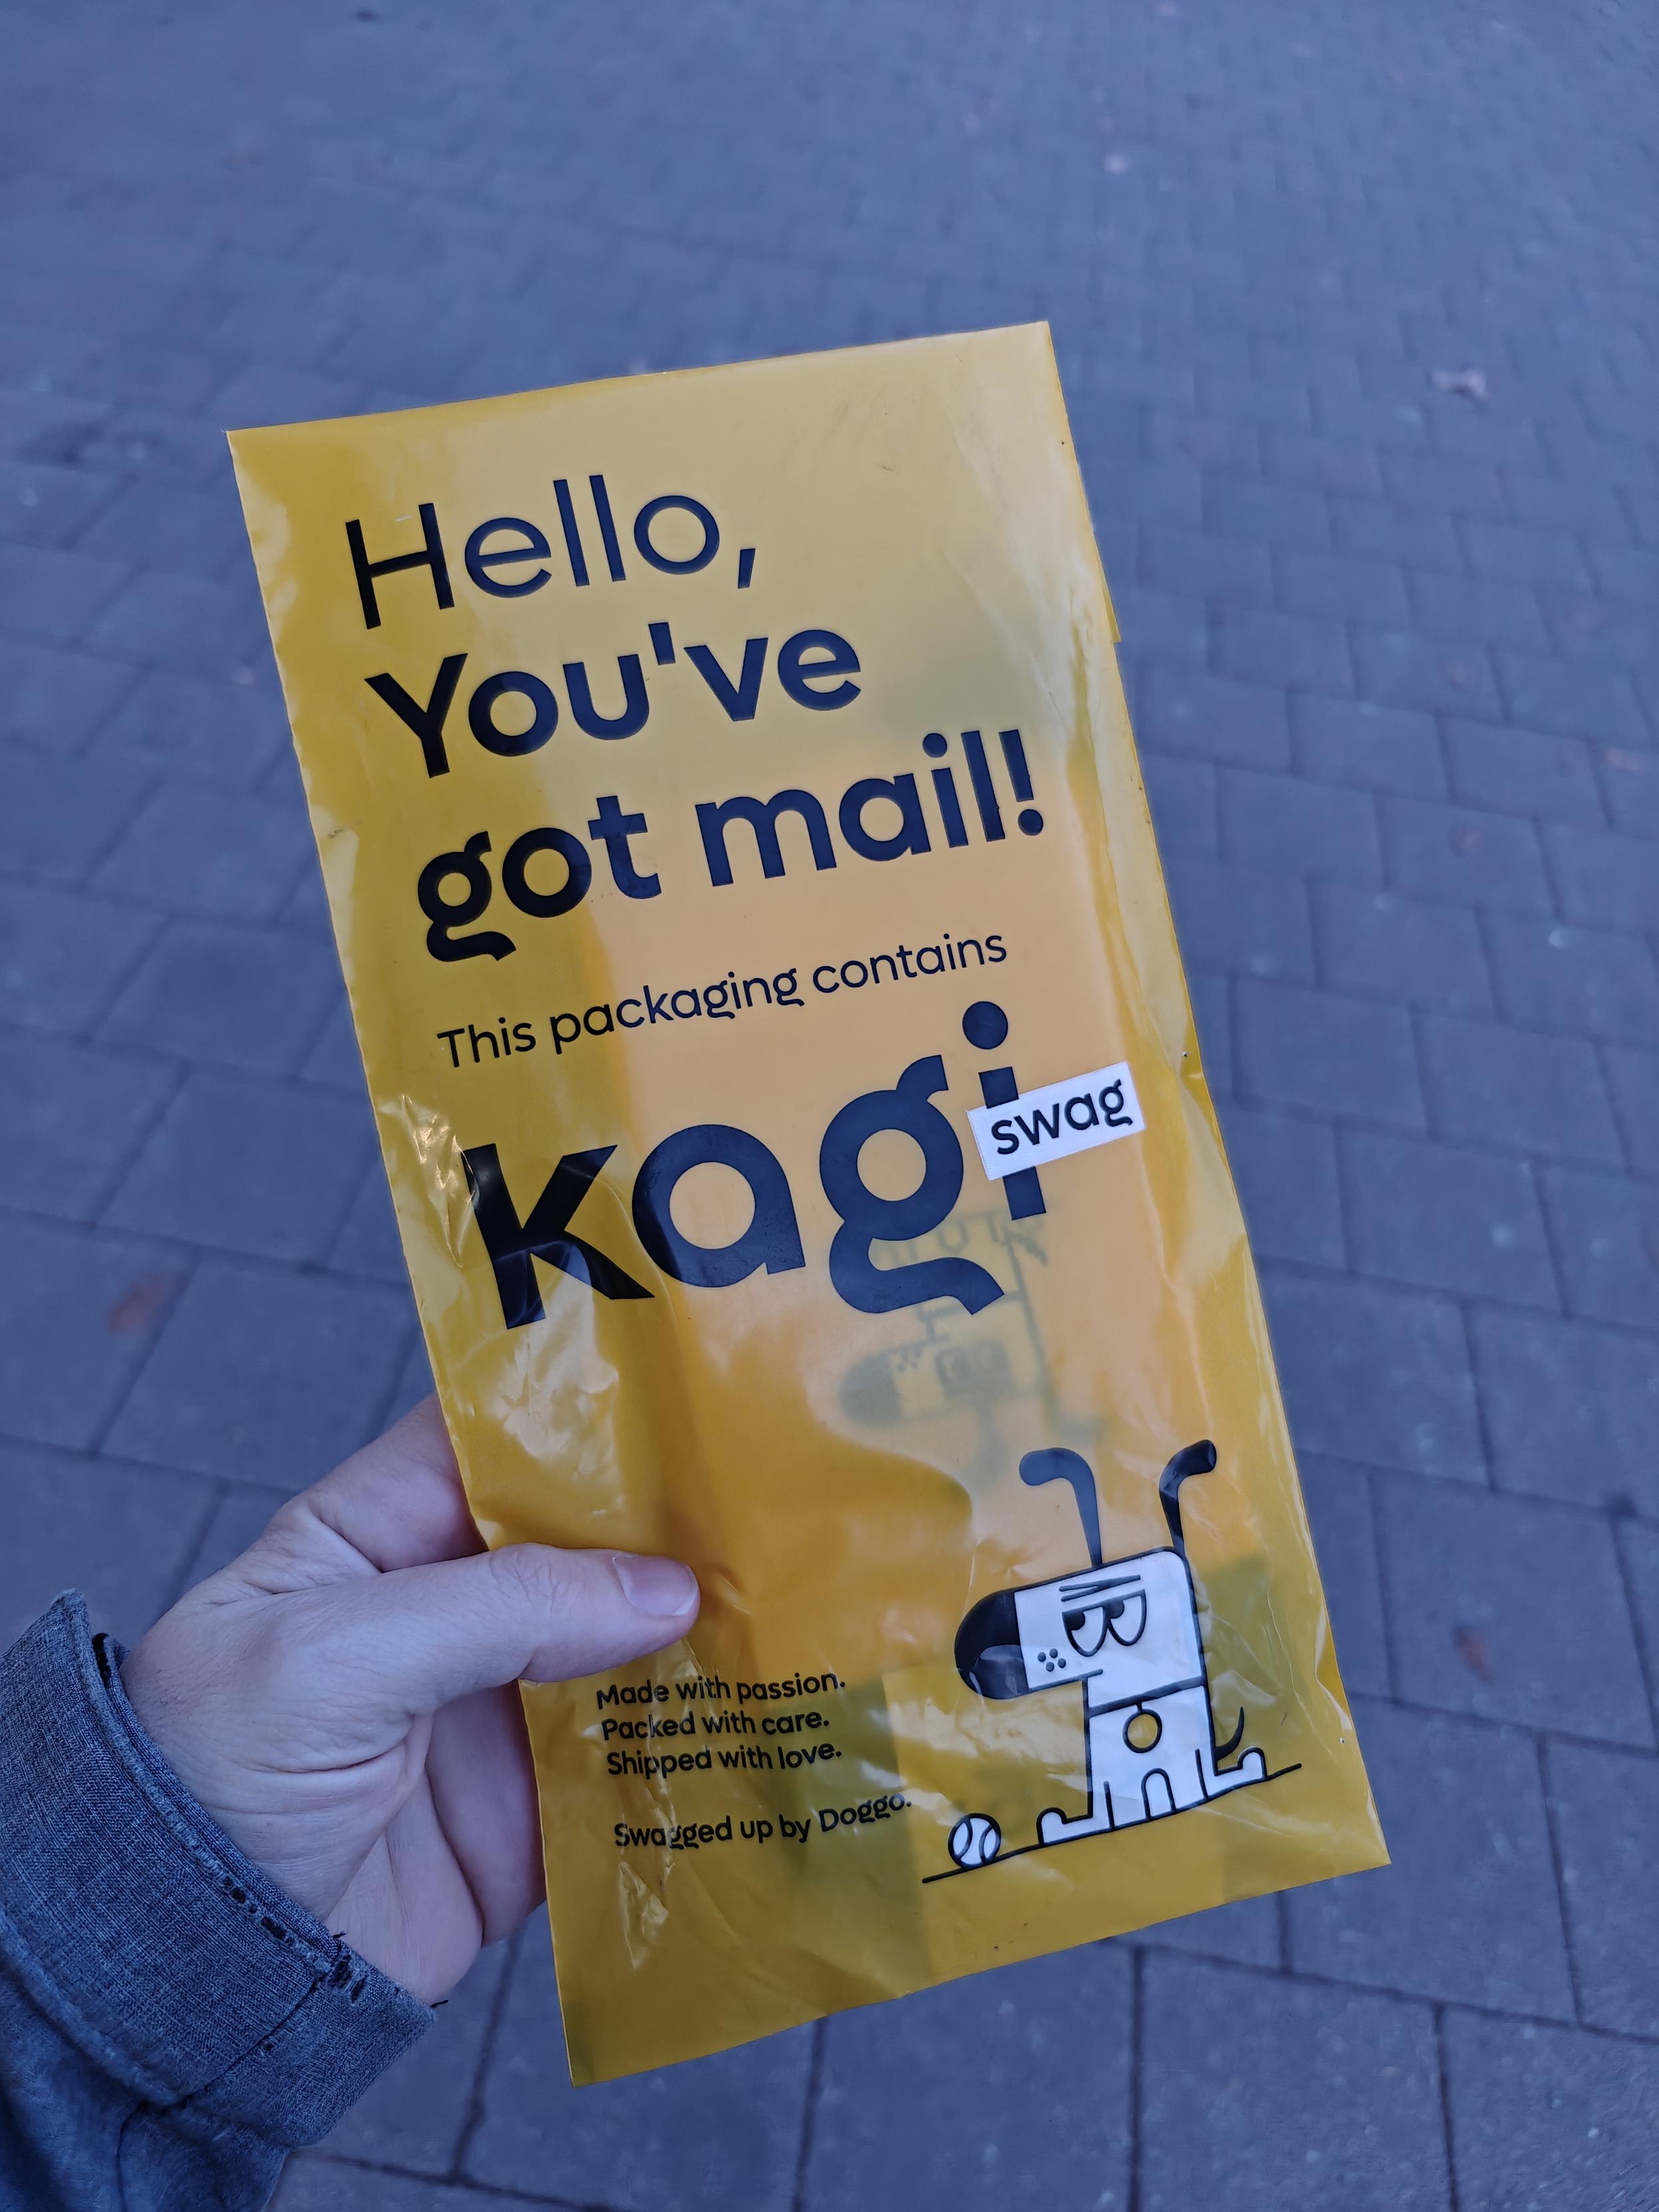 Hello,
You've
got mail!
This packaging contains
kagi
swag
Made with passion.
Packed with care.
Shipped with love.
Swagged up by Doggo.